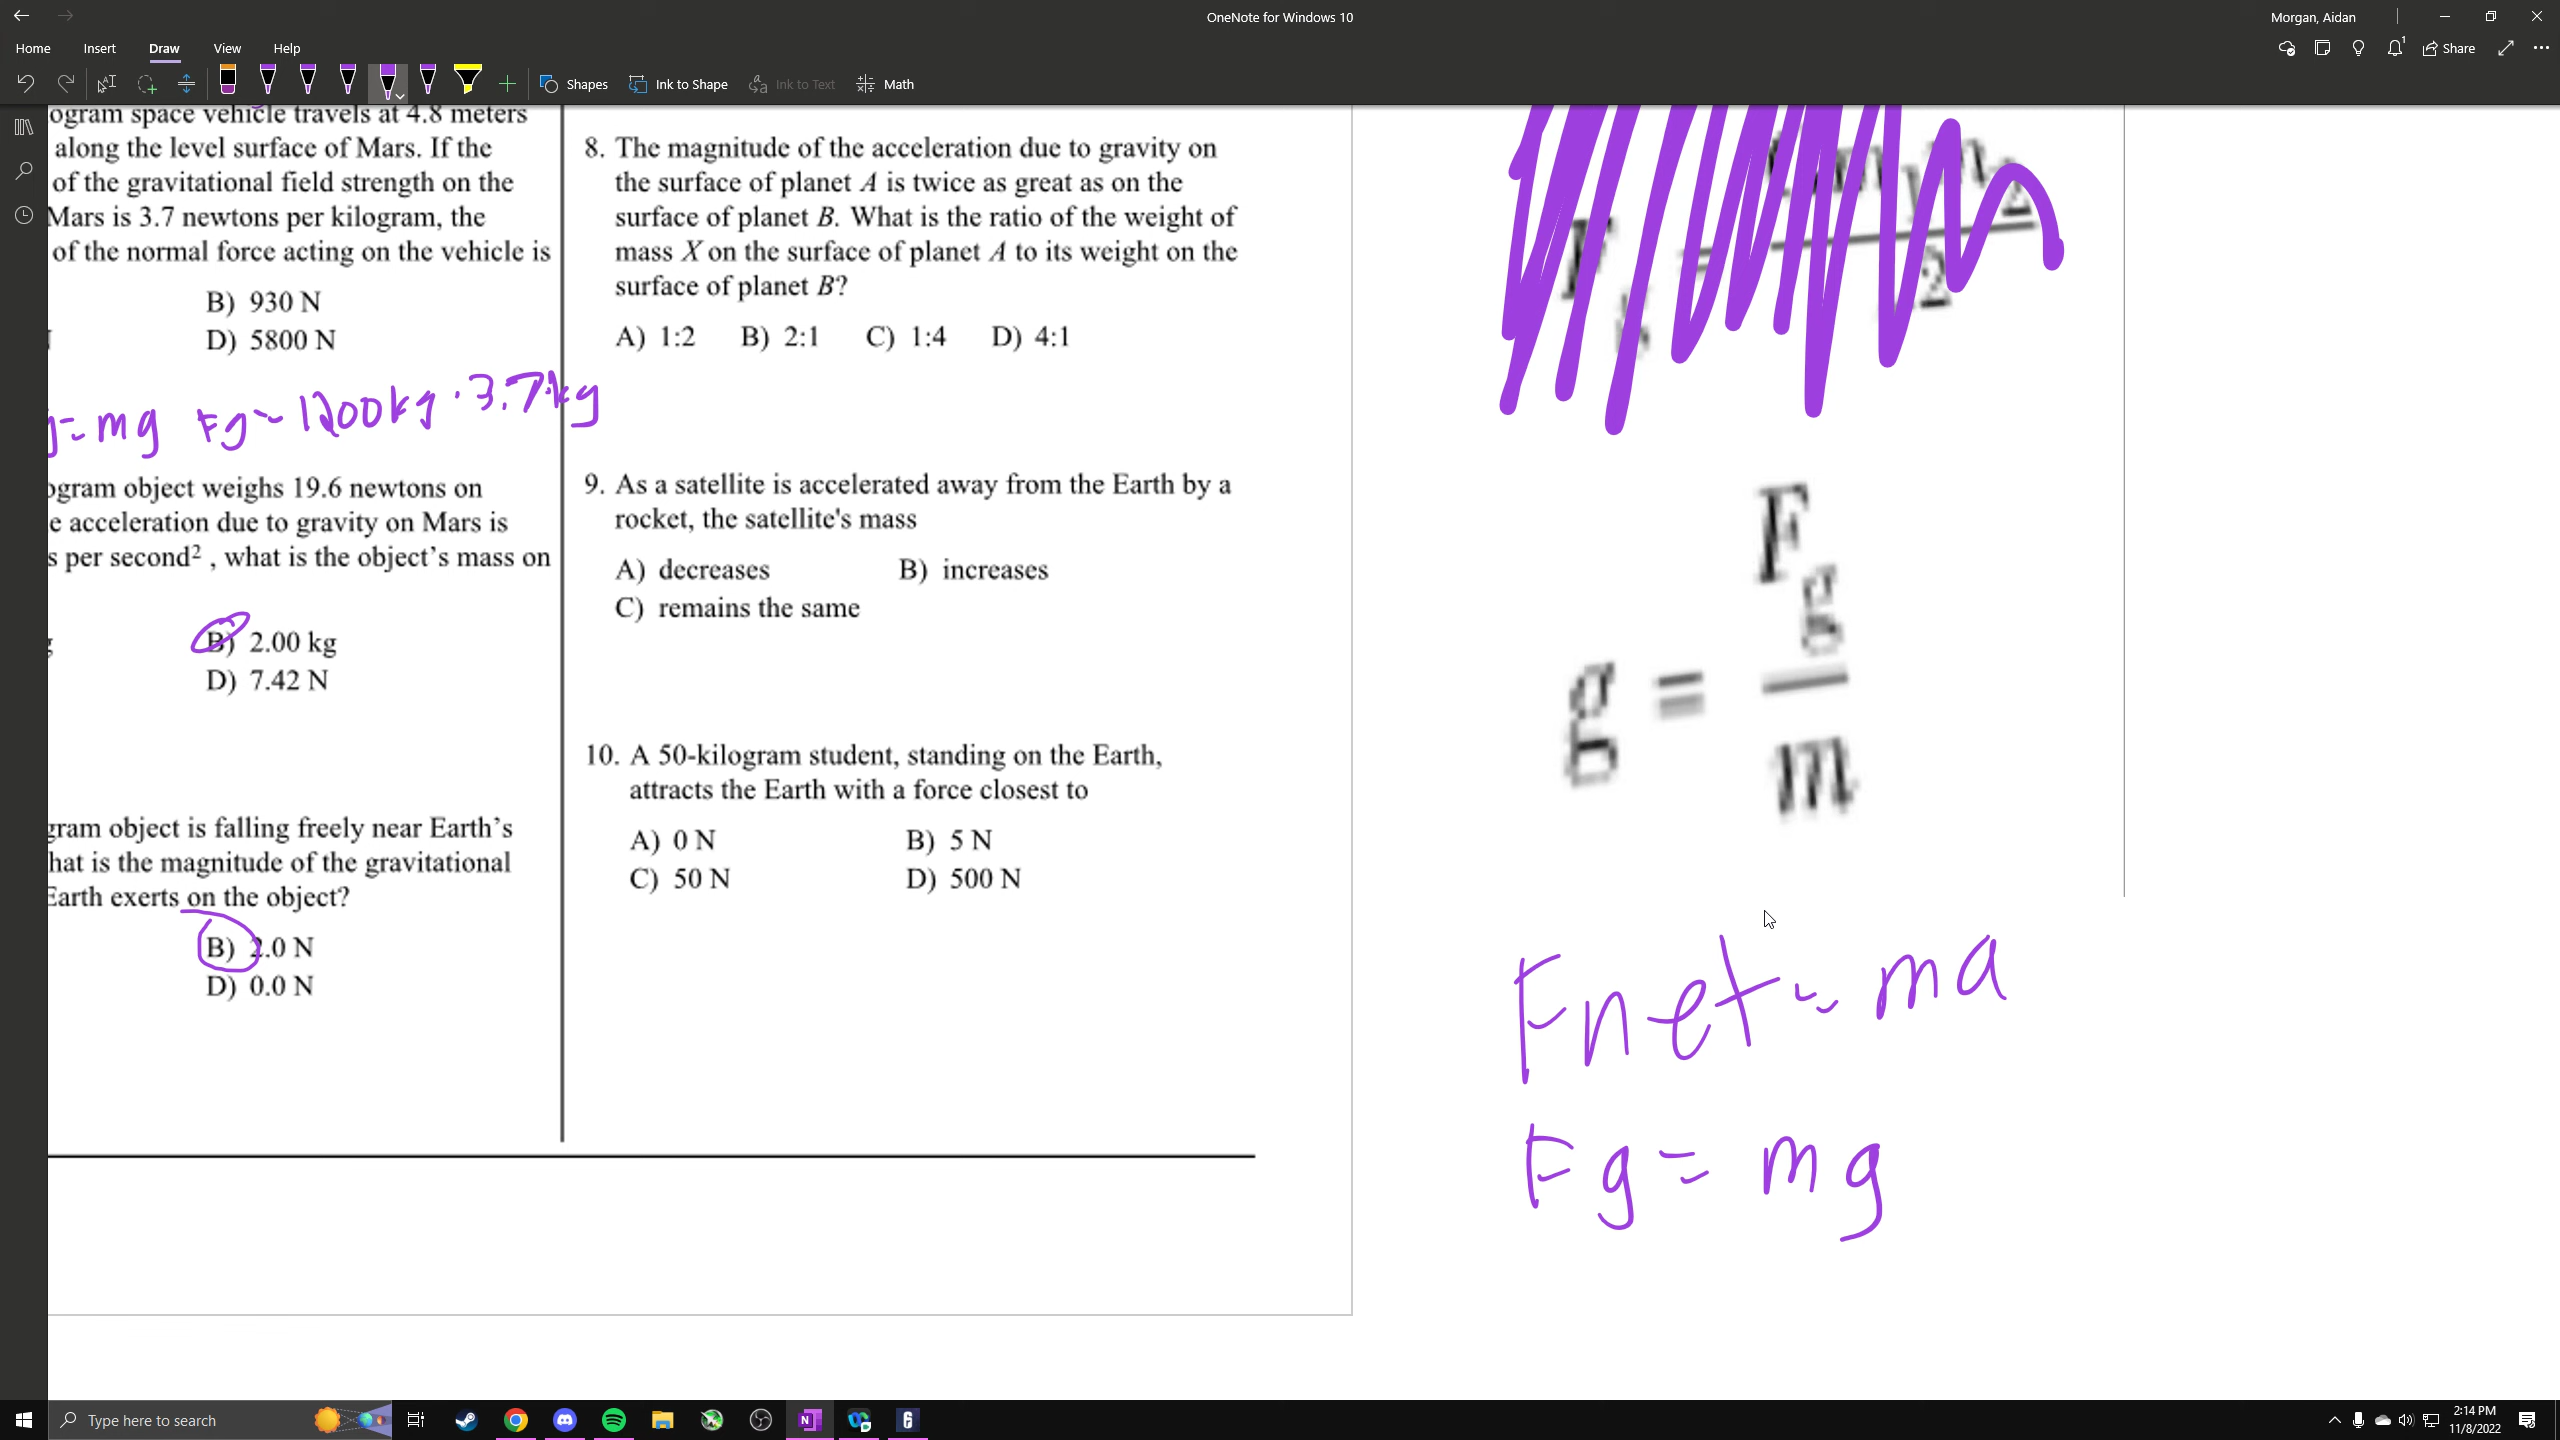 OneNote for Windows 10
Morgan, Aidan
Home Insert Draw View Help
Share
Shapes Ink to Shape Ink to Text Math
ogram space vehicle travels at 4.8 meters
along the level surface of Mars. If the
of the gravitational field strength on the
Mars is 3.7 newtons per kilogram, the
of the normal force acting on the vehicle is
B) 930 N
D) 5800 N
= mg Fg ~ 1200kg · 3.7 kg
ogram object weighs 19.6 newtons on
e acceleration due to gravity on Mars is
s per second², what is the object's mass on
B) 2.00 kg
D) 7.42 N
gram object is falling freely near Earth's
hat is the magnitude of the gravitational
Earth exerts on the object?
B) 2.0 N
D) 0.0 N
8. The magnitude of the acceleration due to gravity on
the surface of planet A is twice as great as on the
surface of planet B. What is the ratio of the weight of
mass X on the surface of planet A to its weight on the
surface of planet B?
A) 1:2 B) 2:1 C) 1:4 D) 4:1
9. As a satellite is accelerated away from the Earth by a
rocket, the satellite's mass
A) decreases B) increases
C) remains the same
10. A 50-kilogram student, standing on the Earth,
attracts the Earth with a force closest to
A) 0 N B) 5 N
C) 50 N D) 500 N
g = Fg
m
Fnet = ma
Fg = mg
Type here to search
2:14 PM
11/8/2022